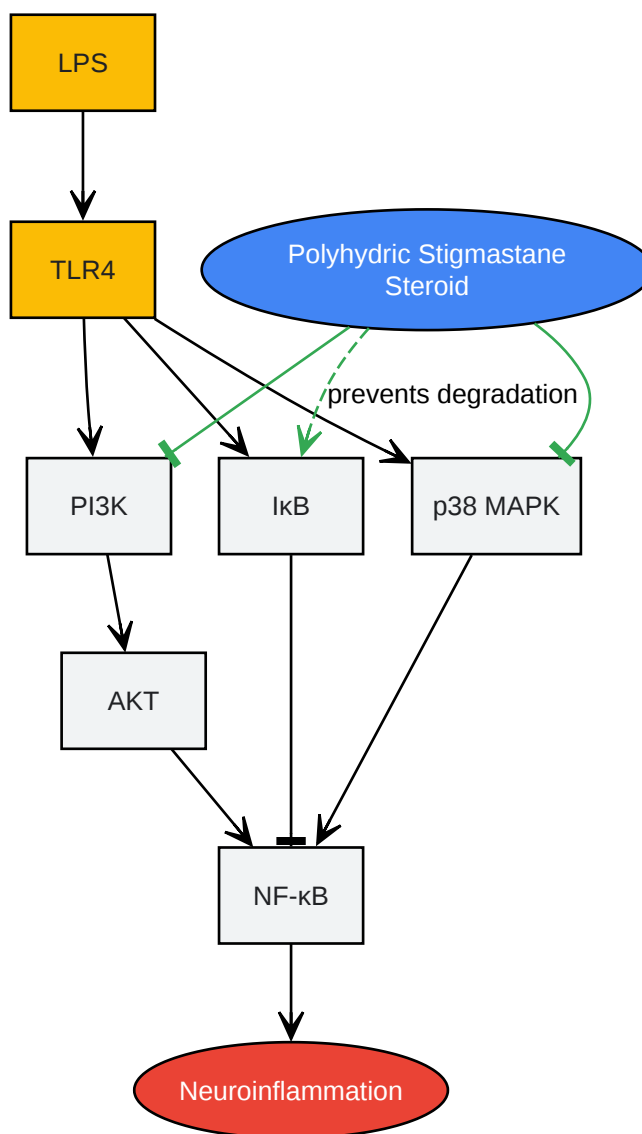 LPS
TLR4
Polyhydric Stigmastane
Steroid
prevents degradation
PI3K
IκB
p38 MAPK
AKT
NF-κB
Neuroinflammation